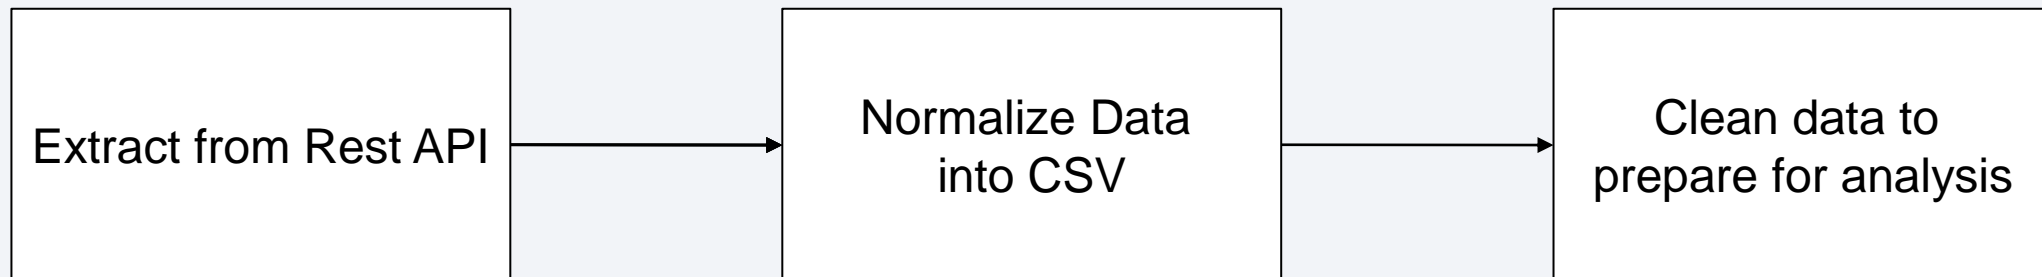 Extract from Rest API
Normalize Data
into CSV
Clean data to
prepare for analysis